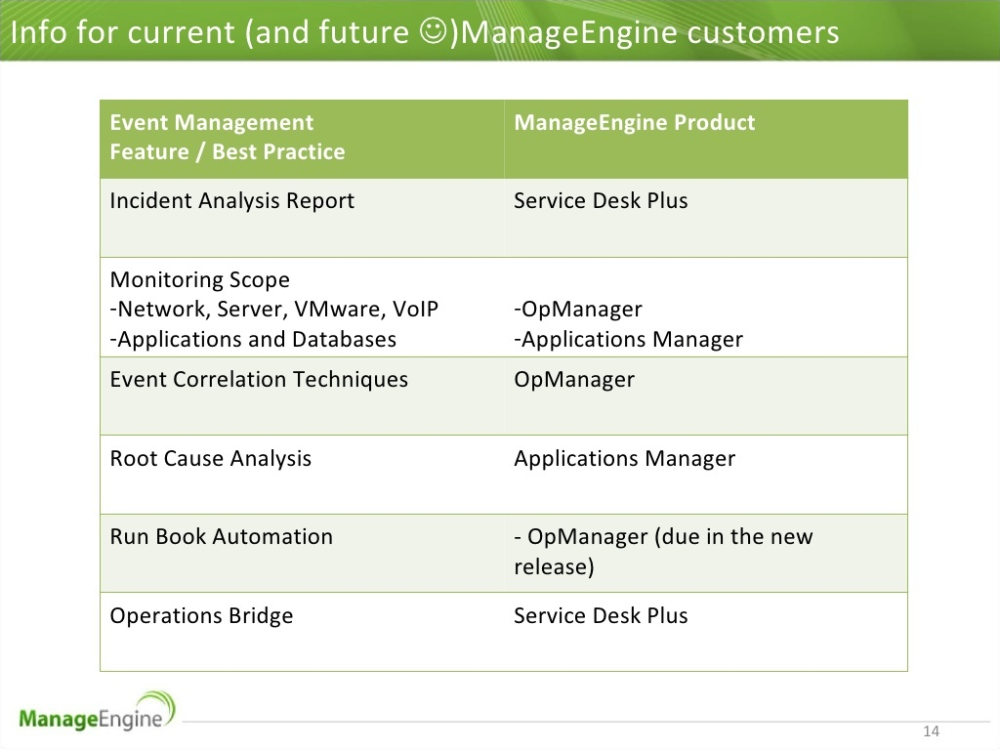 Info for current (and future ☺)ManageEngine customers
Event Management
Feature / Best Practice
ManageEngine Product
Incident Analysis Report
Service Desk Plus
Monitoring Scope
-Network, Server, VMware, VoIP
-OpManager
-Applications and Databases
-Applications Manager
Event Correlation Techniques
OpManager
Root Cause Analysis
Applications Manager
Run Book Automation
- OpManager (due in the new
release)
Operations Bridge
Service Desk Plus
ManageEngine
14